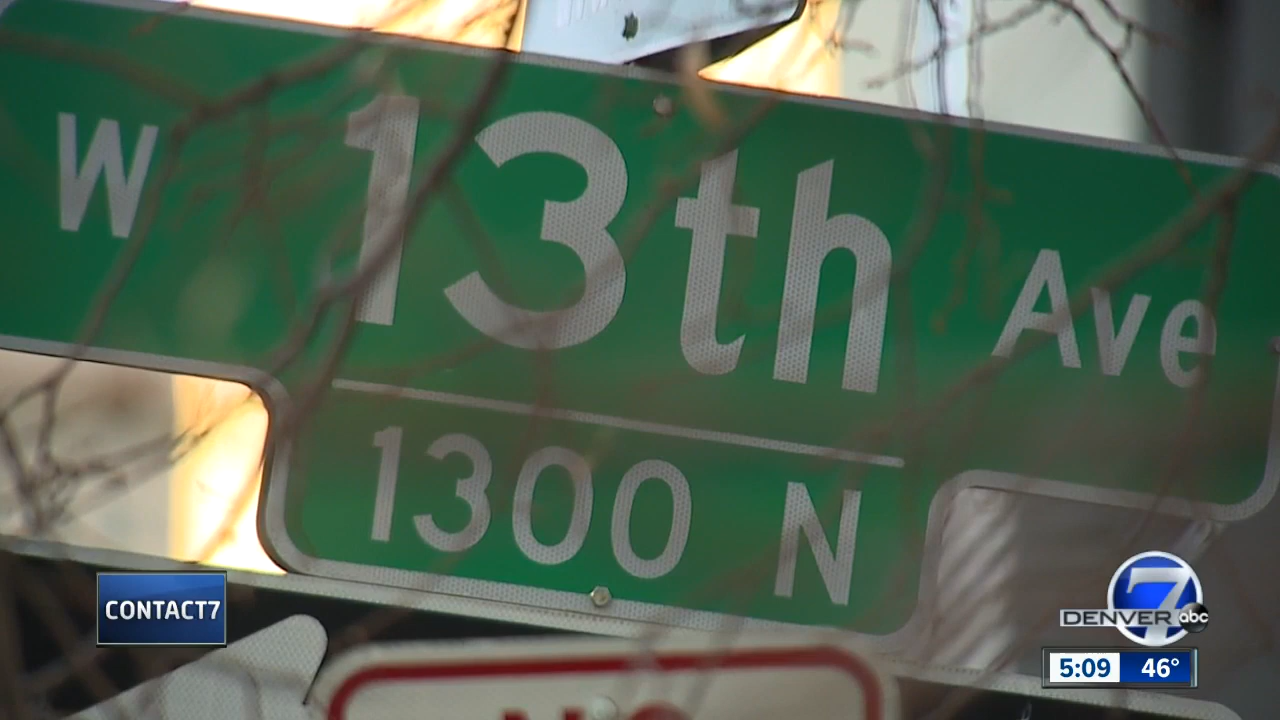 W 13th Ave
1300 N
CONTACT7
7
DENVER abc
5:09 46°